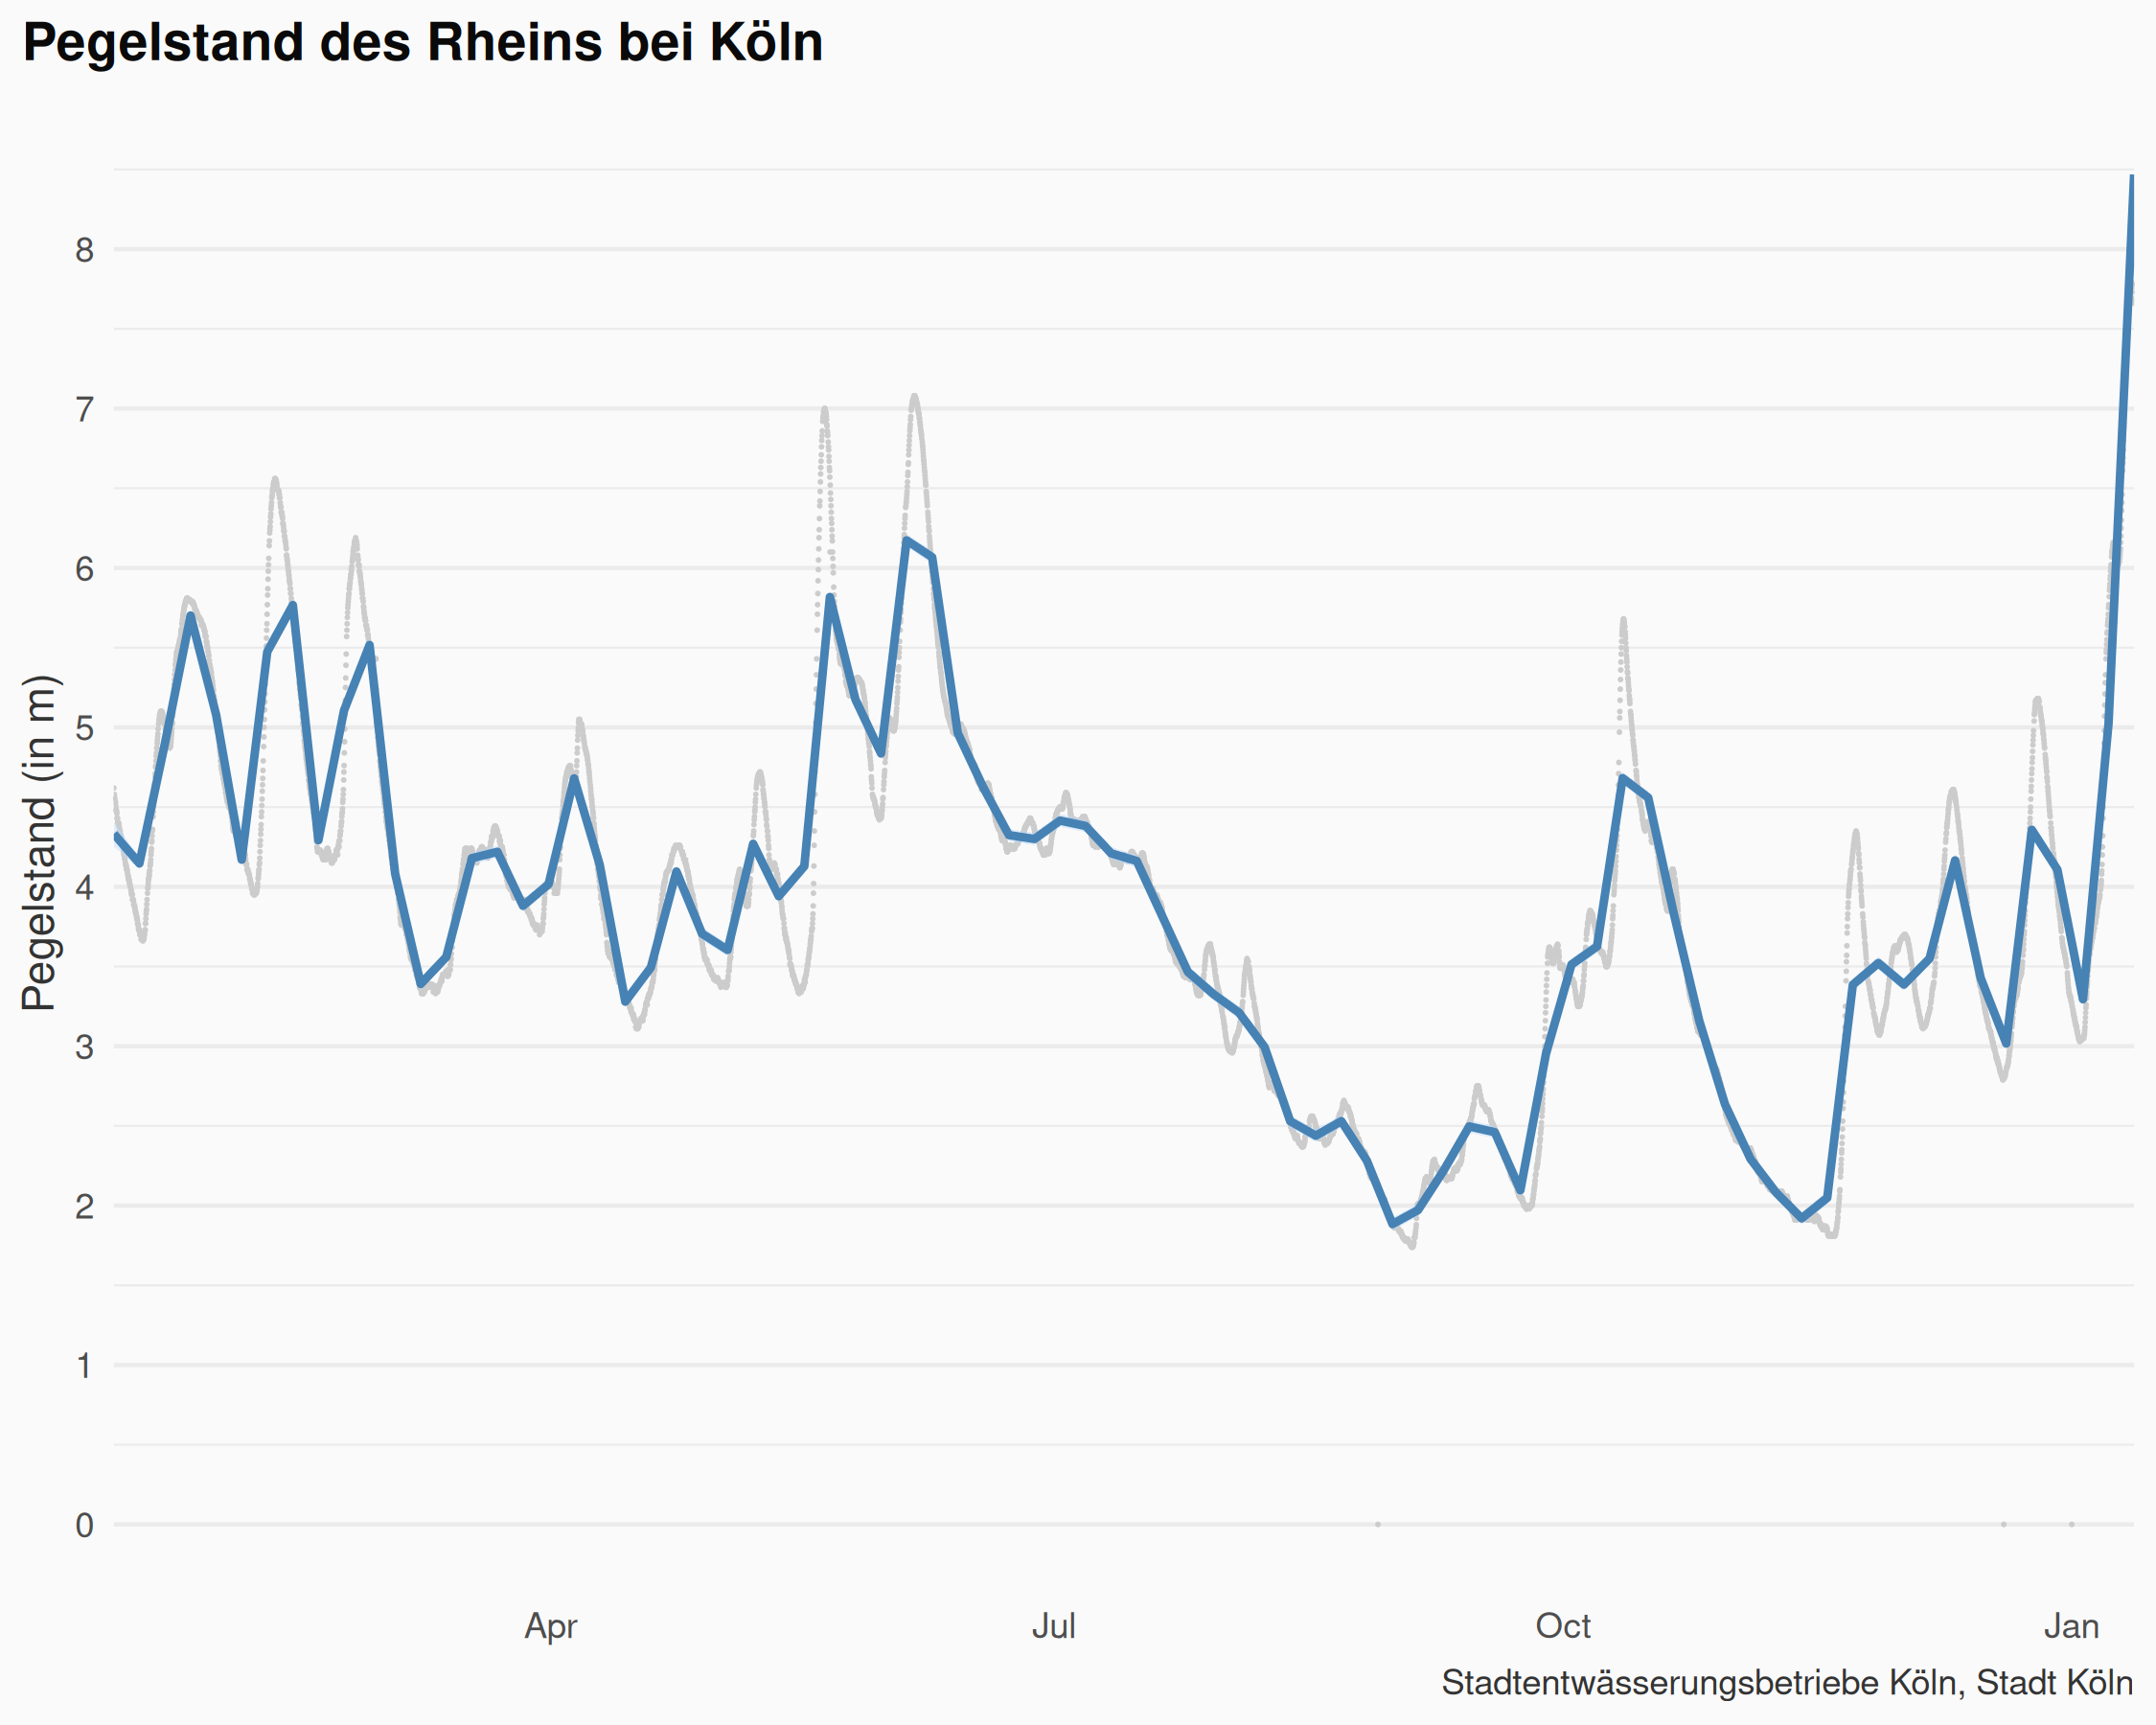 Pegelstand des Rheins bei Köln
Pegelstand (in m)
8
7
6
5
4
3
2
1
0
Apr Jul Oct Jan
Stadtentwässerungsbetriebe Köln, Stadt Köln